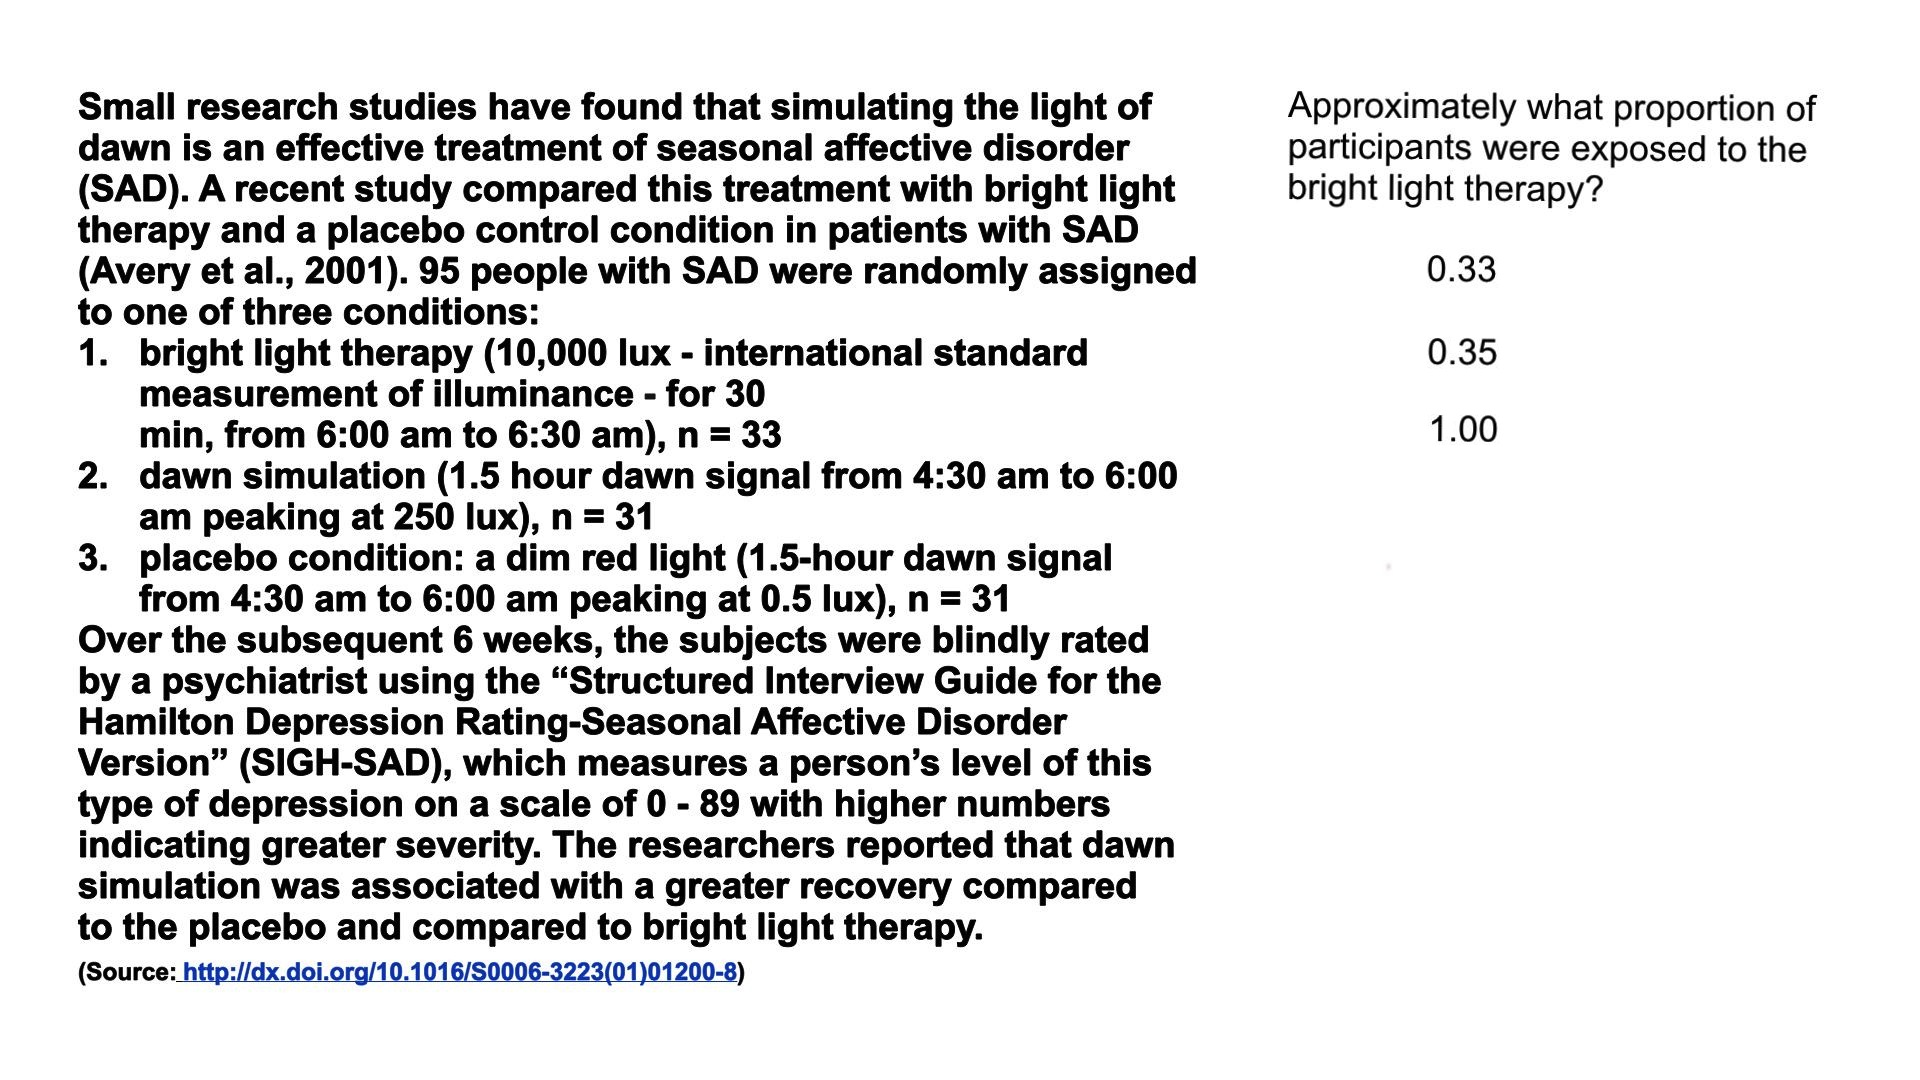 Small research studies have found that simulating the light of
dawn is an effective treatment of seasonal affective disorder
(SAD). A recent study compared this treatment with bright light
therapy and a placebo control condition in patients with SAD
(Avery et al., 2001). 95 people with SAD were randomly assigned
to one of three conditions:
1. bright light therapy (10,000 lux - international standard
measurement of illuminance - for 30
min, from 6:00 am to 6:30 am), n = 33
2. dawn simulation (1.5 hour dawn signal from 4:30 am to 6:00
am peaking at 250 lux), n = 31
3. placebo condition: a dim red light (1.5-hour dawn signal
from 4:30 am to 6:00 am peaking at 0.5 lux), n = 31
Over the subsequent 6 weeks, the subjects were blindly rated
by a psychiatrist using the “Structured Interview Guide for the
Hamilton Depression Rating-Seasonal Affective Disorder
Version” (SIGH-SAD), which measures a person’s level of this
type of depression on a scale of 0 - 89 with higher numbers
indicating greater severity. The researchers reported that dawn
simulation was associated with a greater recovery compared
to the placebo and compared to bright light therapy.
(Source: http://dx.doi.org/10.1016/S0006-3223(01)01200-8)
Approximately what proportion of
participants were exposed to the
bright light therapy?
0.33
0.35
1.00